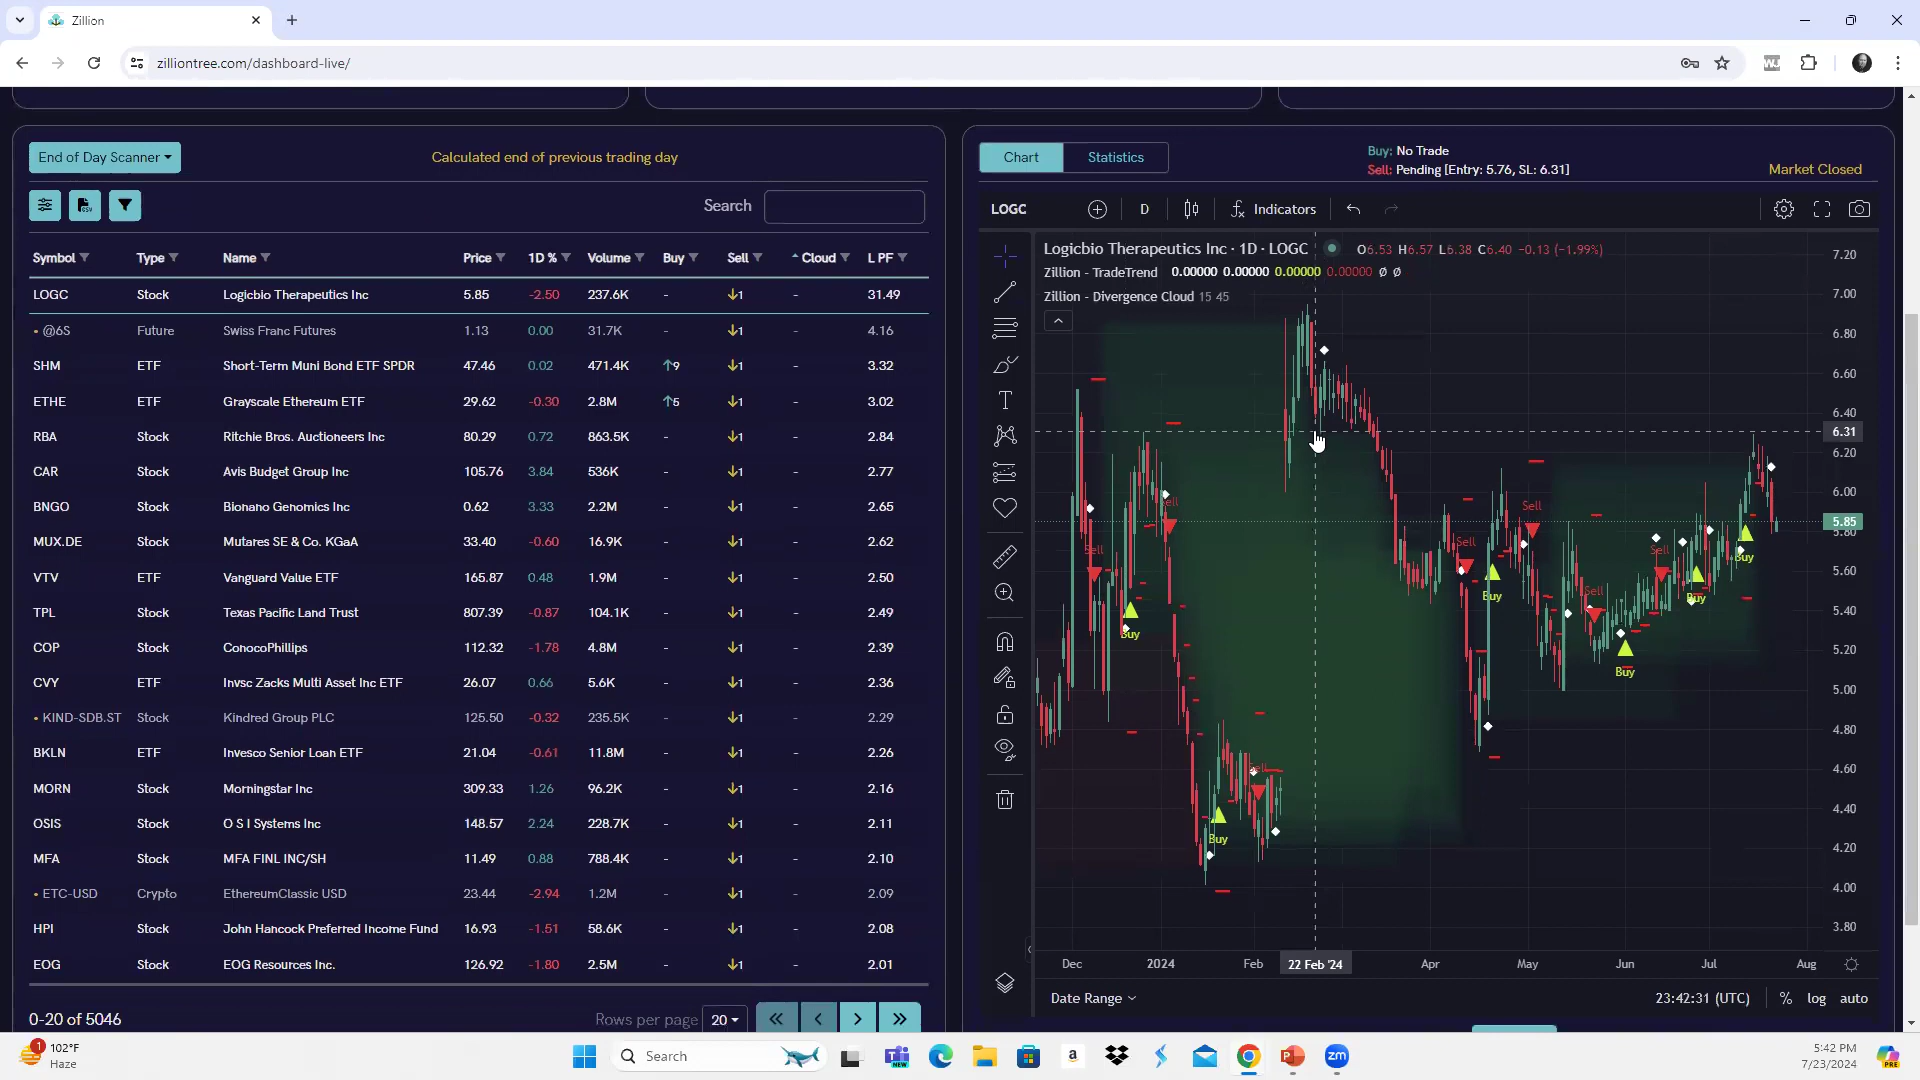 Zillion
zilliontree.com/dashboard-live/
End of Day Scanner
Calculated end of previous trading day
Search
Symbol Type Name Price 1D % Volume Buy Sell Cloud L PF
LOGC Stock Logicbio Therapeutics Inc 5.85 -2.50 237.6K - ↓1 - 31.49
• @6S Future Swiss Franc Futures 1.13 0.00 31.7K - ↓1 - 4.16
SHM ETF Short-Term Muni Bond ETF SPDR 47.46 0.02 471.4K ↑9 ↓1 - 3.32
ETHE ETF Grayscale Ethereum ETF 29.62 -0.30 2.8M ↑5 ↓1 - 3.02
RBA Stock Ritchie Bros. Auctioneers Inc 80.29 0.72 863.5K - ↓1 - 2.84
CAR Stock Avis Budget Group Inc 105.76 3.84 536K - ↓1 - 2.77
BNGO Stock Bionano Genomics Inc 0.62 3.33 2.2M - ↓1 - 2.65
MUX.DE Stock Mutares SE & Co. KGaA 33.40 -0.60 16.9K - ↓1 - 2.62
VTV ETF Vanguard Value ETF 165.87 0.48 1.9M - ↓1 - 2.50
TPL Stock Texas Pacific Land Trust 807.39 -0.87 104.1K - ↓1 - 2.49
COP Stock ConocoPhillips 112.32 -1.78 4.8M - ↓1 - 2.39
CVY ETF Invsc Zacks Multi Asset Inc ETF 26.07 0.66 5.6K - ↓1 - 2.36
• KIND-SDB.ST Stock Kindred Group PLC 125.50 -0.32 235.5K - ↓1 - 2.29
BKLN ETF Invesco Senior Loan ETF 21.04 -0.61 11.8M - ↓1 - 2.26
MORN Stock Morningstar Inc 309.33 1.26 96.2K - ↓1 - 2.16
OSIS Stock O S I Systems Inc 148.57 2.24 228.7K - ↓1 - 2.11
MFA Stock MFA FINL INC/SH 11.49 0.88 788.4K - ↓1 - 2.10
• ETC-USD Crypto EthereumClassic USD 23.44 -2.94 1.2M - ↓1 - 2.09
HPI Stock John Hancock Preferred Income Fund 16.93 -1.51 58.6K - ↓1 - 2.08
EOG Stock EOG Resources Inc. 126.92 -1.80 2.5M - ↓1 - 2.01
0-20 of 5046
Rows per page 20
Chart Statistics
Buy: No Trade
Sell: Pending [Entry: 5.76, SL: 6.31]
Market Closed
LOGC D Indicators
Logicbio Therapeutics Inc · 1D · LOGC O6.53 H6.57 L6.38 C6.40 -0.13 (-1.99%)
Zillion - TradeTrend 0.00000 0.00000 0.00000 0.00000 ∅ ∅
Zillion - Divergence Cloud 15 45
7.20
7.00
6.80
6.60
6.40
6.31
6.20
6.00
5.85
5.80
5.60
5.40
5.20
5.00
4.80
4.60
4.40
4.20
4.00
3.80
Sell
Sell
Buy
Sell
Buy
Sell
Buy
Sell
Sell
Buy
Sell
Buy
Buy
Dec 2024 Feb 22 Feb '24 Apr May Jun Jul Aug
Date Range 23:42:31 (UTC) % log auto
1
102°F
Haze
Search
NEW
a
zm
5:42 PM
7/23/2024
PRE